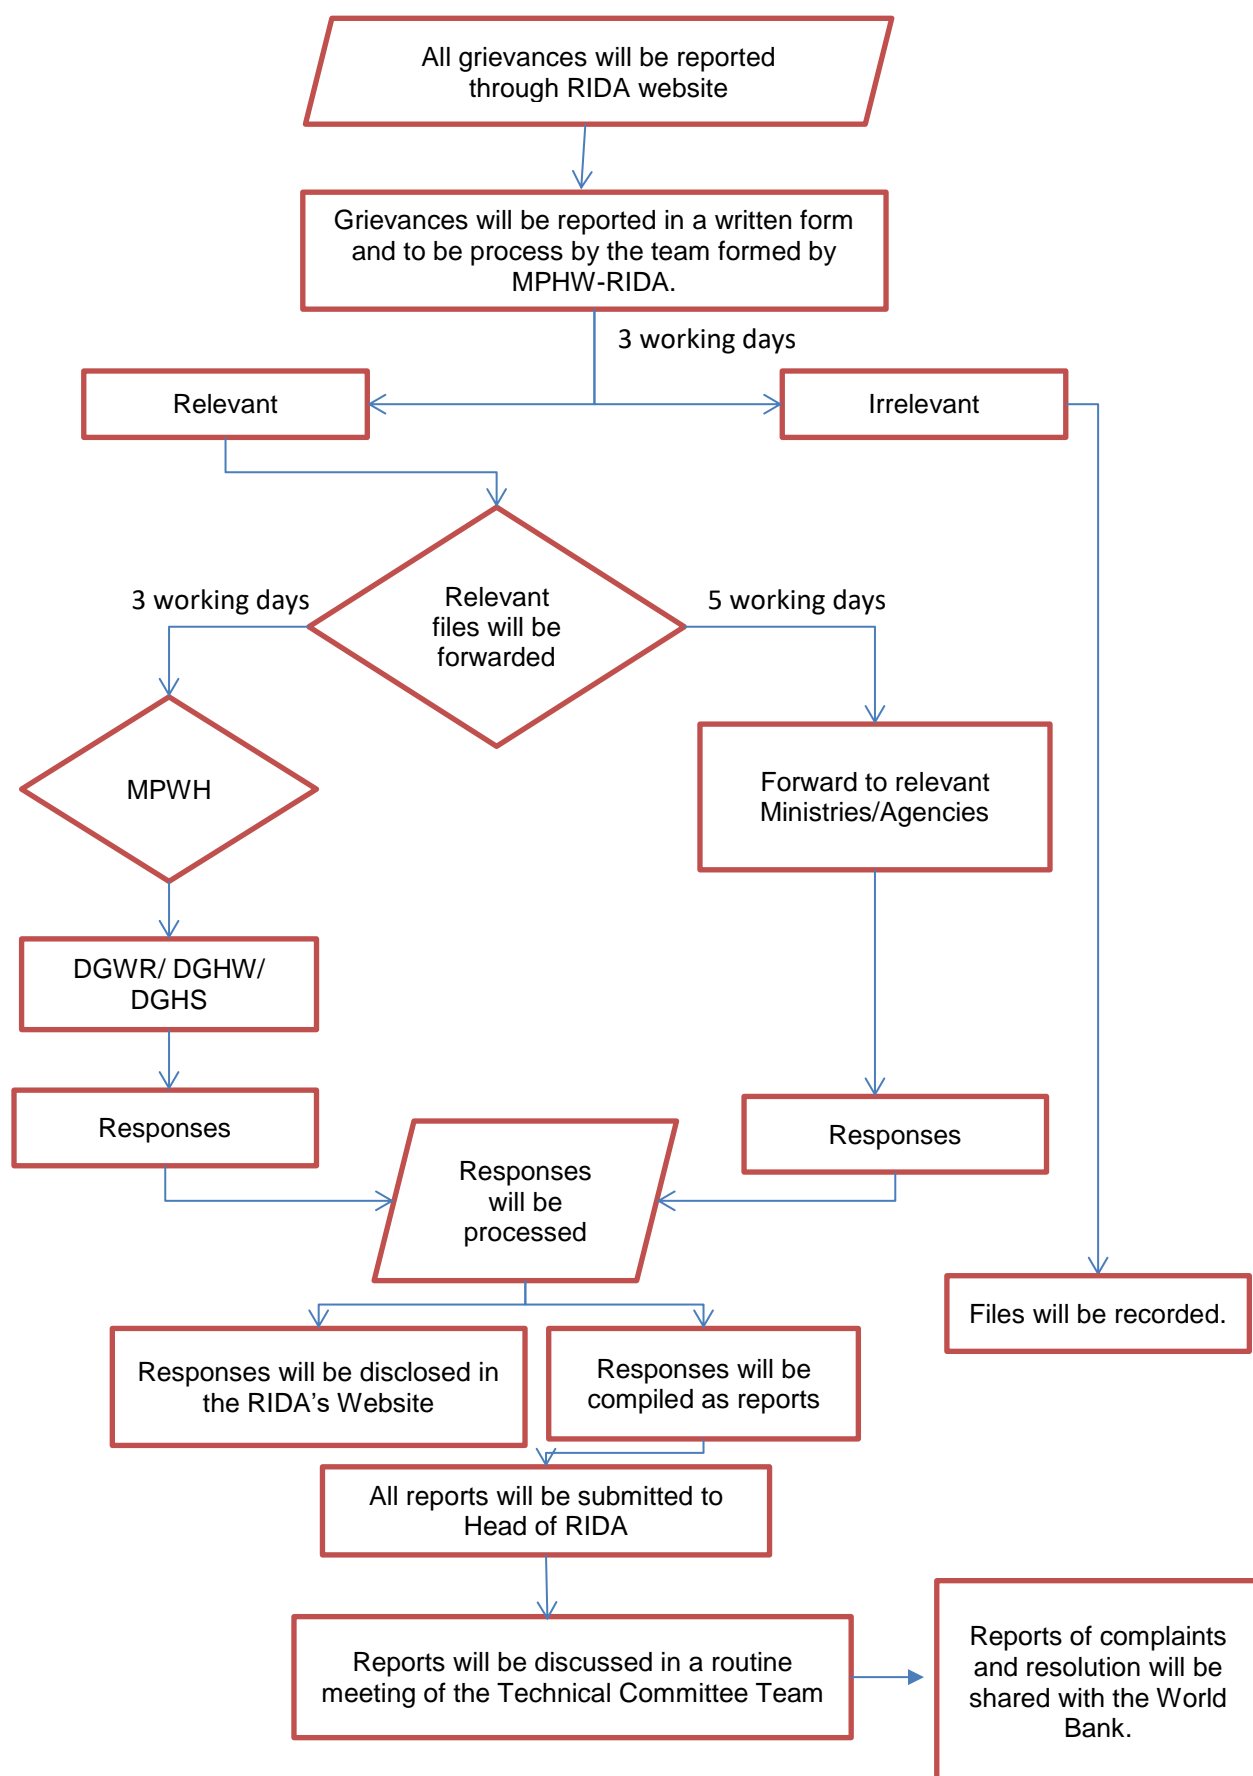 All grievances will be reported
through RIDA website
Grievances will be reported in a written form
and to be process by the team formed by
MPHW-RIDA.
3 working days
Relevant
Irrelevant
3 working days
Relevant
files will be
forwarded
5 working days
MPWH
Forward to relevant
Ministries/Agencies
DGWR/ DGHW/
DGHS
Responses
Responses
Responses
will be
processed
Files will be recorded.
Responses will be disclosed in
the RIDA’s Website
Responses will be
compiled as reports
All reports will be submitted to
Head of RIDA
Reports will be discussed in a routine
meeting of the Technical Committee Team
Reports of complaints
and resolution will be
shared with the World
Bank.